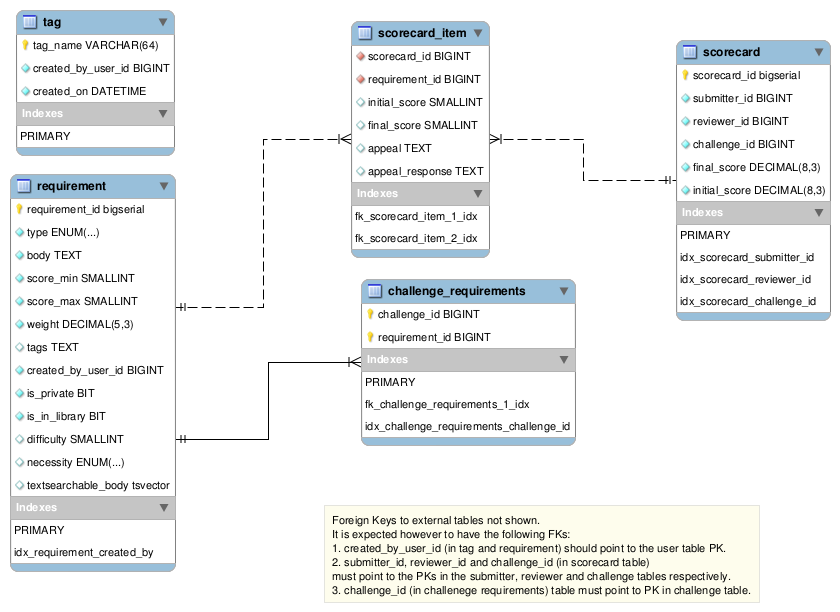 tag
tag_name VARCHAR(64)
created_by_user_id BIGINT
created_on DATETIME
Indexes
PRIMARY
requirement
requirement_id bigserial
type ENUM(...)
body TEXT
score_min SMALLINT
score_max SMALLINT
weight DECIMAL(5,3)
tags TEXT
created_by_user_id BIGINT
is_private BIT
is_in_library BIT
difficulty SMALLINT
necessity ENUM(...)
textsearchable_body tsvector
Indexes
PRIMARY
idx_requirement_created_by
scorecard_item
scorecard_id BIGINT
requirement_id BIGINT
initial_score SMALLINT
final_score SMALLINT
appeal TEXT
appeal_response TEXT
Indexes
fk_scorecard_item_1_idx
fk_scorecard_item_2_idx
challenge_requirements
challenge_id BIGINT
requirement_id BIGINT
Indexes
PRIMARY
fk_challenge_requirements_1_idx
idx_challenge_requirements_challenge_id
scorecard
scorecard_id bigserial
submitter_id BIGINT
reviewer_id BIGINT
challenge_id BIGINT
final_score DECIMAL(8,3)
initial_score DECIMAL(8,3)
Indexes
PRIMARY
idx_scorecard_submitter_id
idx_scorecard_reviewer_id
idx_scorecard_challenge_id
Foreign Keys to external tables not shown.
It is expected however to have the following FKs:
1. created_by_user_id (in tag and requirement) should point to the user table PK.
2. submitter_id, reviewer_id and challenge_id (in scorecard table)
must point to the PKs in the submitter, reviewer and challenge tables respectively.
3. challenge_id (in challenege requirements) table must point to PK in challenge table.